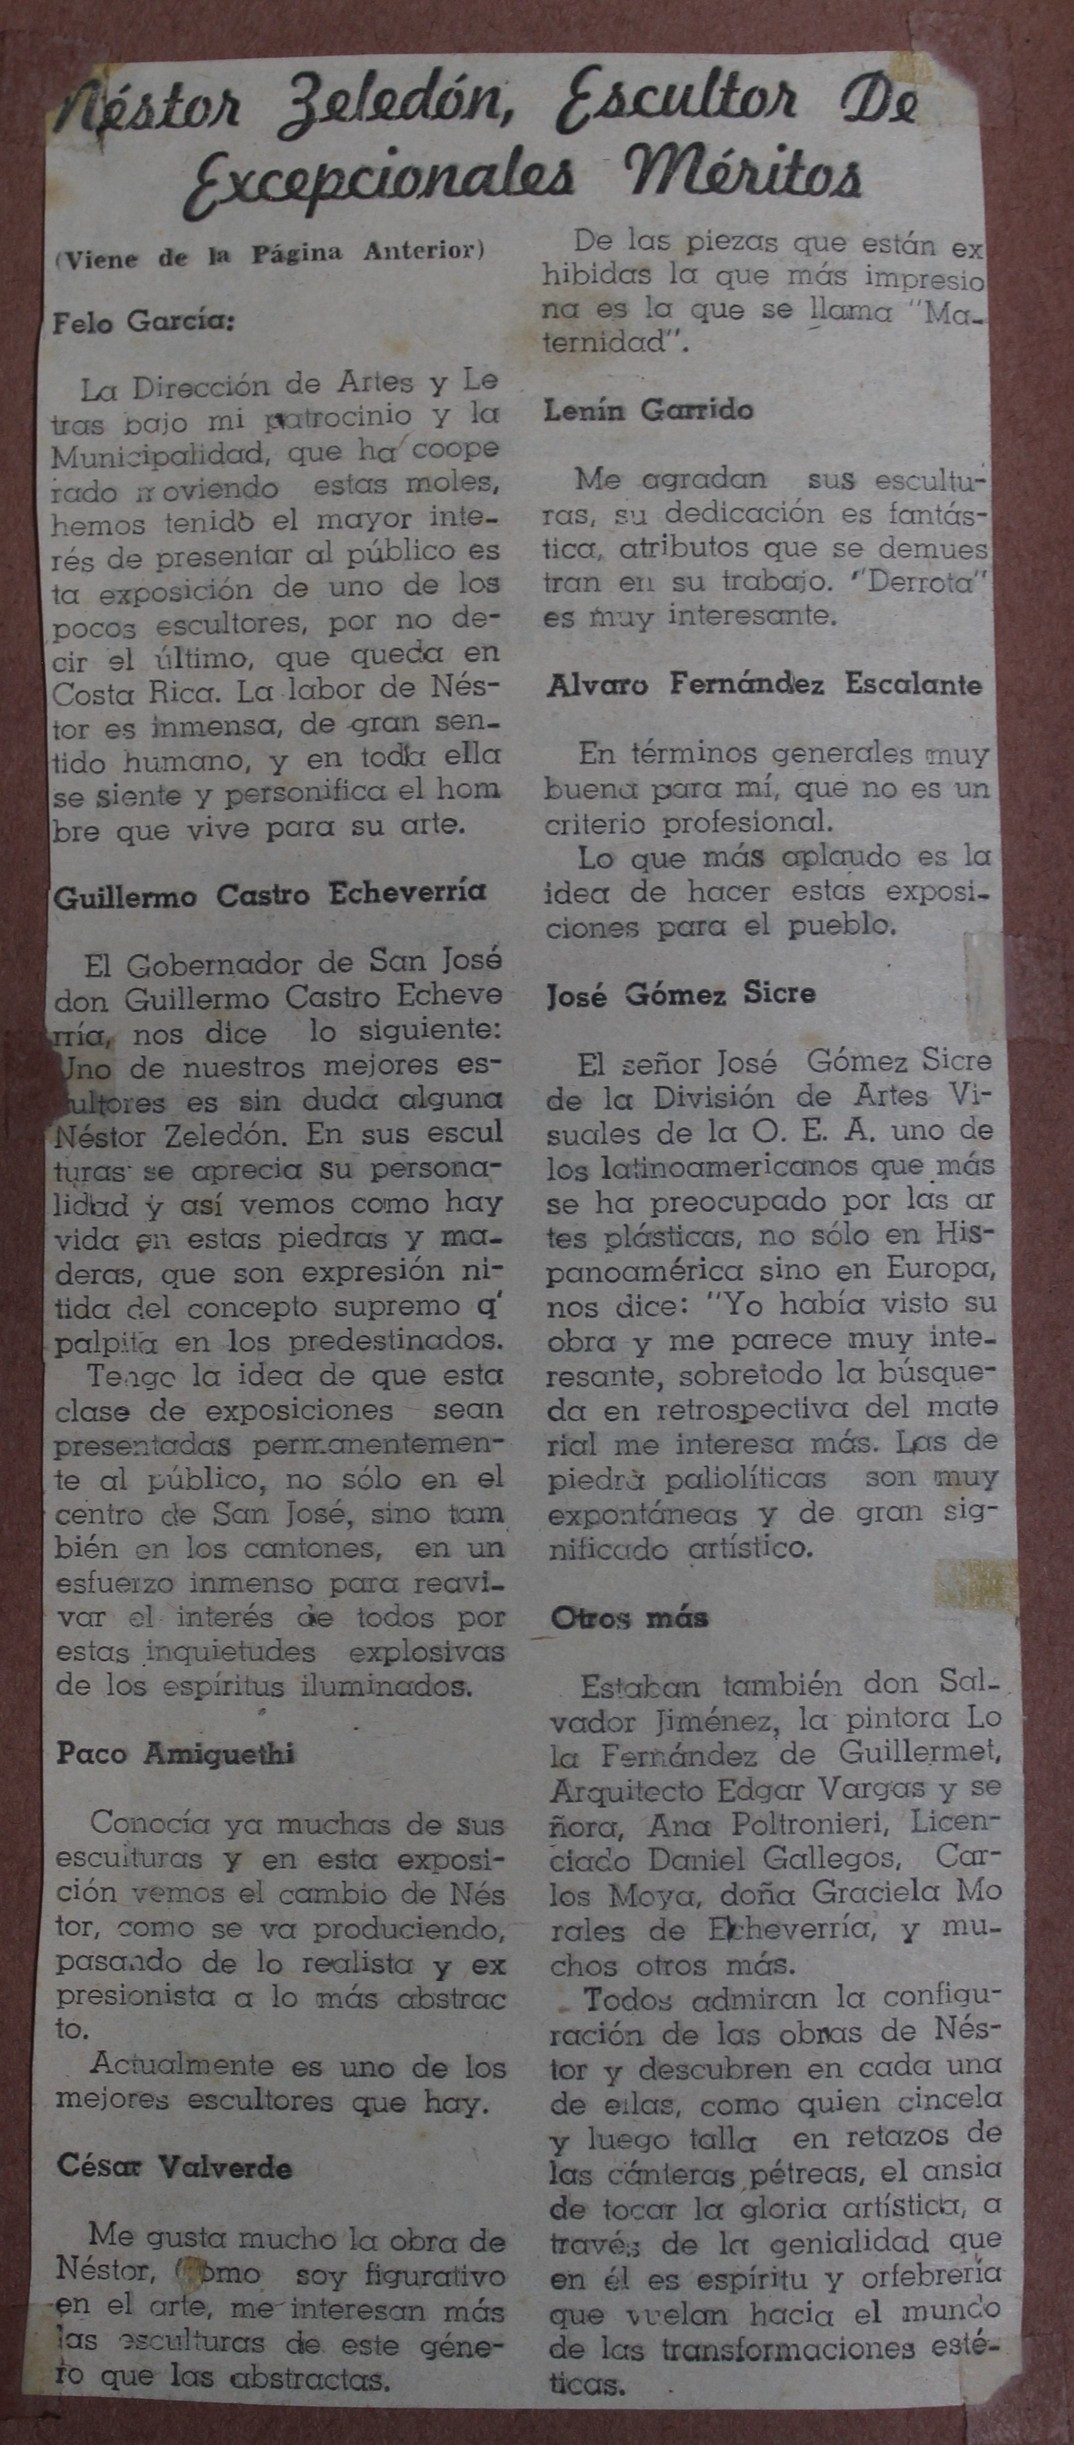 Néstor Zeledón, Escultor De
Excepcionales Méritos
(Viene de la Página Anterior)
Felo García:
La Dirección de Artes y Le
tras bajo mi patrocinio y la
Municipalidad, que ha coope
rado moviendo estas moles,
hemos tenido el mayor inte-
rés de presentar al público es
ta exposición de uno de los
pocos escultores, por no de-
cir el último, que queda en
Costa Rica. La labor de Nés-
tor es inmensa, de gran sen-
tido humano, y en toda ella
se siente y personifica el hom
bre que vive para su arte.
Guillermo Castro Echeverría
El Gobernador de San José
don Guillermo Castro Echeve
rría, nos dice lo siguiente:
Uno de nuestros mejores es-
cultores es sin duda alguna
Néstor Zeledón. En sus escul
turas se aprecia su persona-
lidad y así vemos como hay
vida en estas piedras y ma-
deras, que son expresión ni-
tida del concepto supremo q'
palpita en los predestinados.
Tengo la idea de que esta
clase de exposiciones sean
presentadas permanentemen-
te al público, no sólo en el
centro de San José, sino tam
bién en los cantones, en un
esfuerzo inmenso para reavi-
var el interés de todos por
estas inquietudes explosivas
de los espíritus iluminados.
Paco Amiguethi
Conocía ya muchas de sus
esculturas y en esta exposi-
ción vemos el cambio de Nés
tor, como se va produciendo,
pasando de lo realista y ex
presionista a lo más abstrac
to.
Actualmente es uno de los
mejores escultores que hay.
César Valverde
Me gusta mucho la obra de
Néstor, Como soy figurativo
en el arte, me interesan más
las esculturas de este géne-
ro que las abstractas.
De las piezas que están ex
hibidas la que más impresio
na es la que se llama "Ma-
ternidad".
Lenín Garrido
Me agradan sus escultu-
ras, su dedicación es fantás-
tica, atributos que se demues
tran en su trabajo. "Derrota"
es muy interesante.
Alvaro Fernández Escalante
En términos generales muy
buena para mí, que no es un
criterio profesional.
Lo que más aplaudo es la
idea de hacer estas exposi-
ciones para el pueblo.
José Gómez Sicre
El señor José Gómez Sicre
de la División de Artes Vi-
suales de la O. E. A. uno de
los latinoamericanos que más
se ha preocupado por las ar
tes plásticas, no sólo en His-
panoamérica sino en Europa,
nos dice: "Yo había visto su
obra y me parece muy inte-
resante, sobretodo la búsque-
da en retrospectiva del mate
rial me interesa más. Las de
piedra paliolíticas son muy
expontáneas y de gran sig-
nificado artístico.
Otros más
Estaban también don Sal-
vador Jiménez, la pintora Lo
la Fernández de Guillermet,
Arquitecto Edgar Vargas y se
ñora, Ana Poltronieri, Licen-
ciado Daniel Gallegos, Car-
los Moya, doña Graciela Mo
rales de Echeverría, y mu-
chos otros más.
Todos admiran la configu-
ración de las obras de Nés-
tor y descubren en cada una
de ellas, como quien cincela
y luego talla en retazos de
las cánteras pétreas, el ansia
de tocar la gloria artística, a
través de la genialidad que
en él es espíritu y orfebrería
que vuelan hacia el mundo
de las transformaciones esté-
ticas.